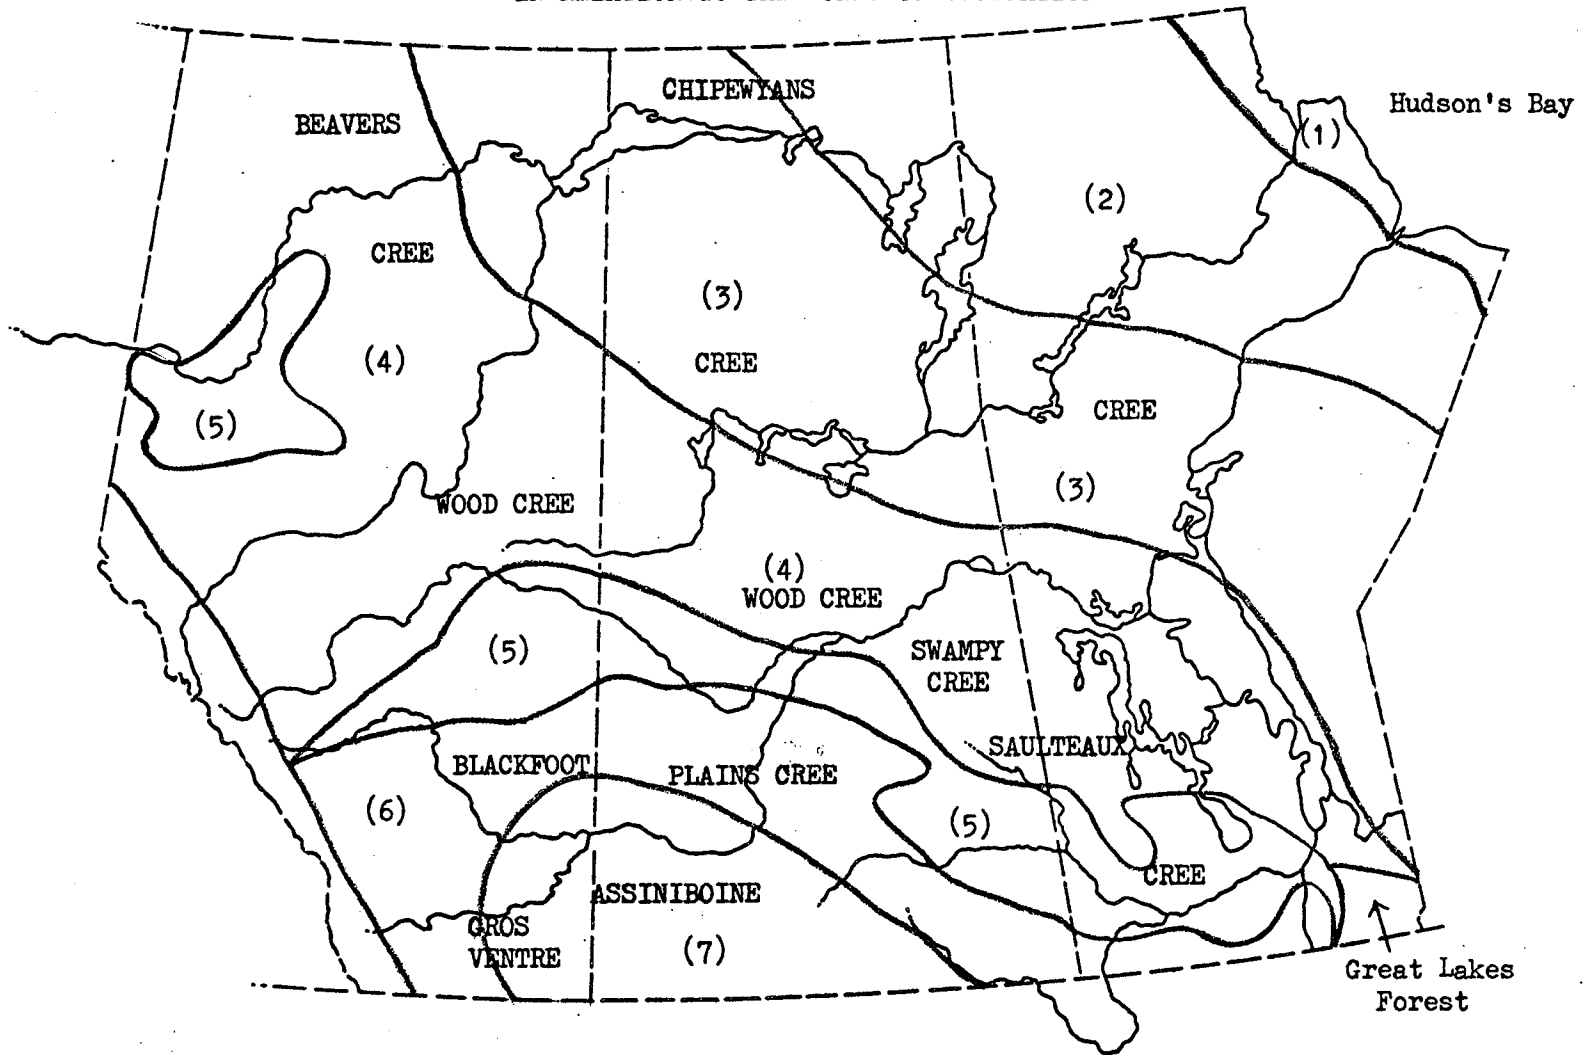 CHIPEWYANS
Hudson's Bay
BEAVERS
(1)
(2)
CREE
(3)
(4)
CREE
CREE
(5)
(3)
WOOD CREE
(4)
WOOD CREE
(5)
SWAMPY
CREE
SAULTEAUX
BLACKFOOT
PLAINS CREE
(6)
(5)
CREE
ASSINIBOINE
GROS
VENTRE
(7)
Great Lakes
Forest